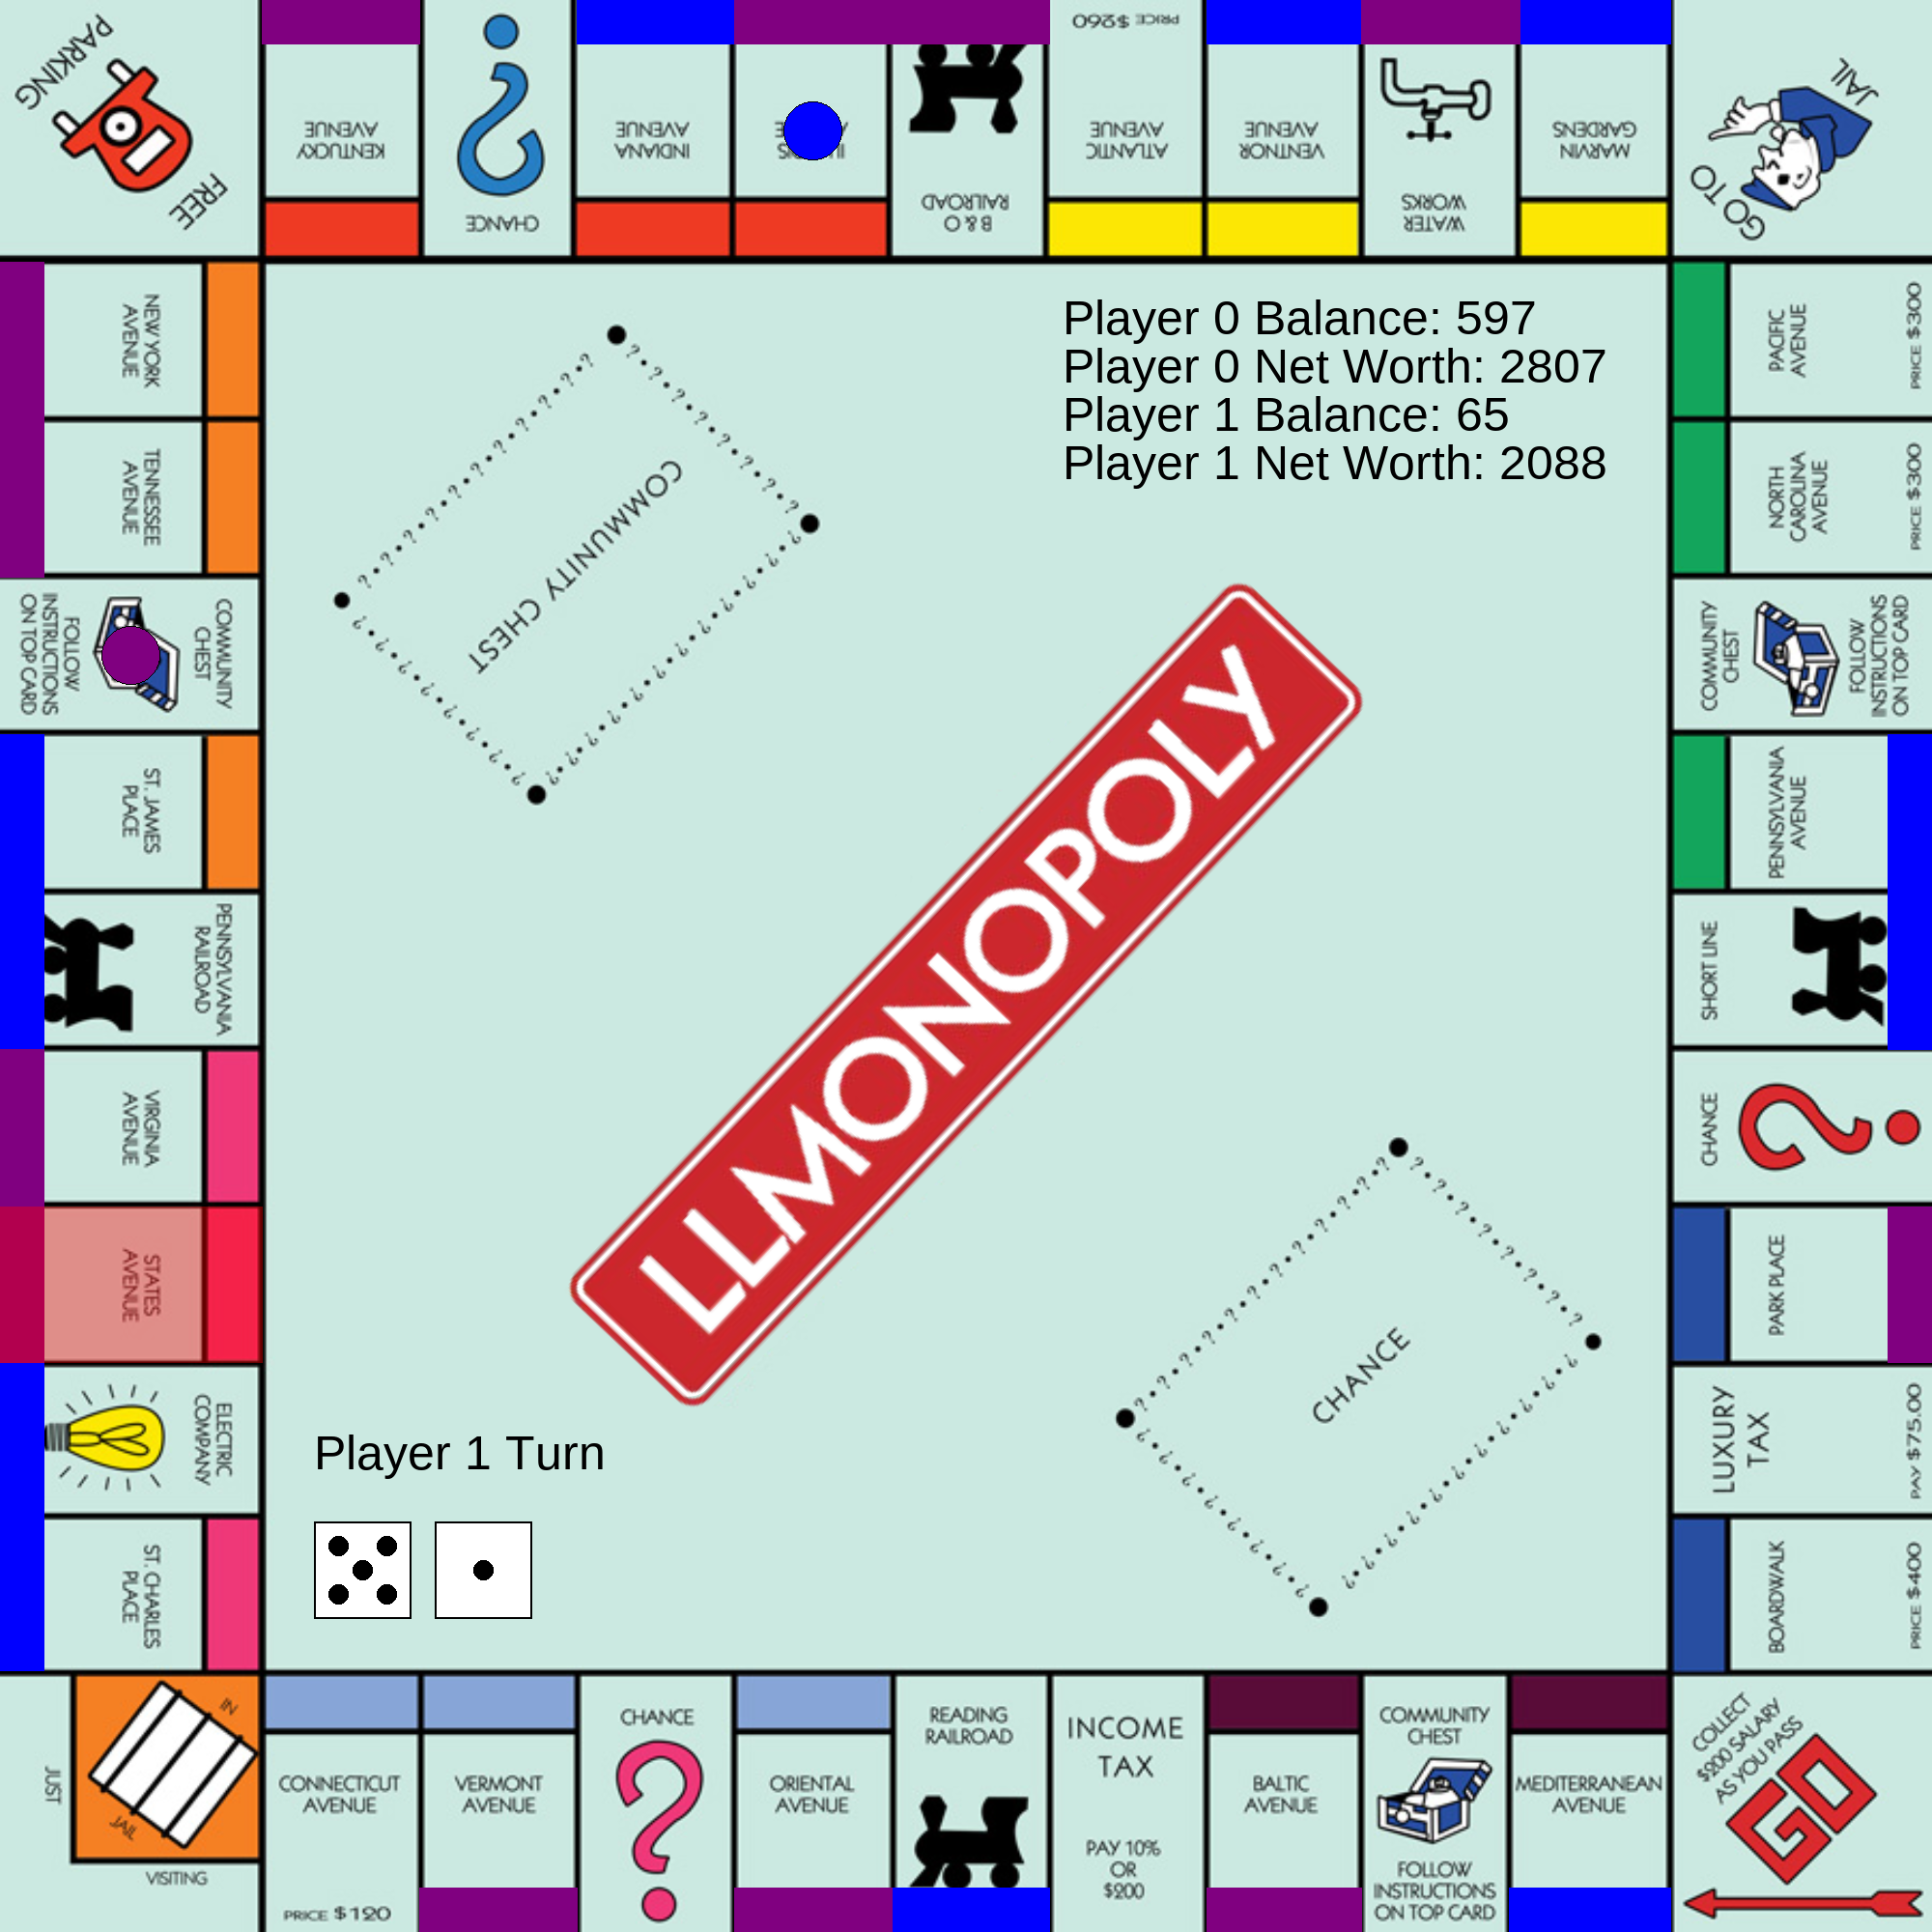 FREE
PARKING
KENTUCKY
AVENUE
CHANCE
INDIANA
AVENUE
B & O
RAILROAD
ATLANTIC
AVENUE
PRICE $260
VENTNOR
AVENUE
WATER
WORKS
MARVIN
GARDENS
GO TO
JAIL
NEW YORK
AVENUE
TENNESSEE
AVENUE
COMMUNITY
CHEST
FOLLOW
INSTRUCTIONS
ON TOP CARD
ST. JAMES
PLACE
PENNSYLVANIA
RAILROAD
VIRGINIA
AVENUE
STATES
AVENUE
ELECTRIC
COMPANY
ST. CHARLES
PLACE
Player 0 Balance: 597
Player 0 Net Worth: 2807
Player 1 Balance: 65
Player 1 Net Worth: 2088
COMMUNITY CHEST
LLMONOPOLY
CHANCE
Player 1 Turn
PACIFIC
AVENUE
PRICE $300
NORTH
CAROLINA
AVENUE
PRICE $300
COMMUNITY
CHEST
FOLLOW
INSTRUCTIONS
ON TOP CARD
PENNSYLVANIA
AVENUE
SHORT LINE
CHANCE
PARK PLACE
LUXURY
TAX
PAY $75.00
BOARDWALK
PRICE $400
JUST
VISITING
IN
JAIL
CONNECTICUT
AVENUE
PRICE $120
VERMONT
AVENUE
CHANCE
ORIENTAL
AVENUE
READING
RAILROAD
INCOME
TAX
PAY 10%
OR
$200
BALTIC
AVENUE
COMMUNITY
CHEST
FOLLOW
INSTRUCTIONS
ON TOP CARD
MEDITERRANEAN
AVENUE
COLLECT
$200 SALARY
AS YOU PASS
GO